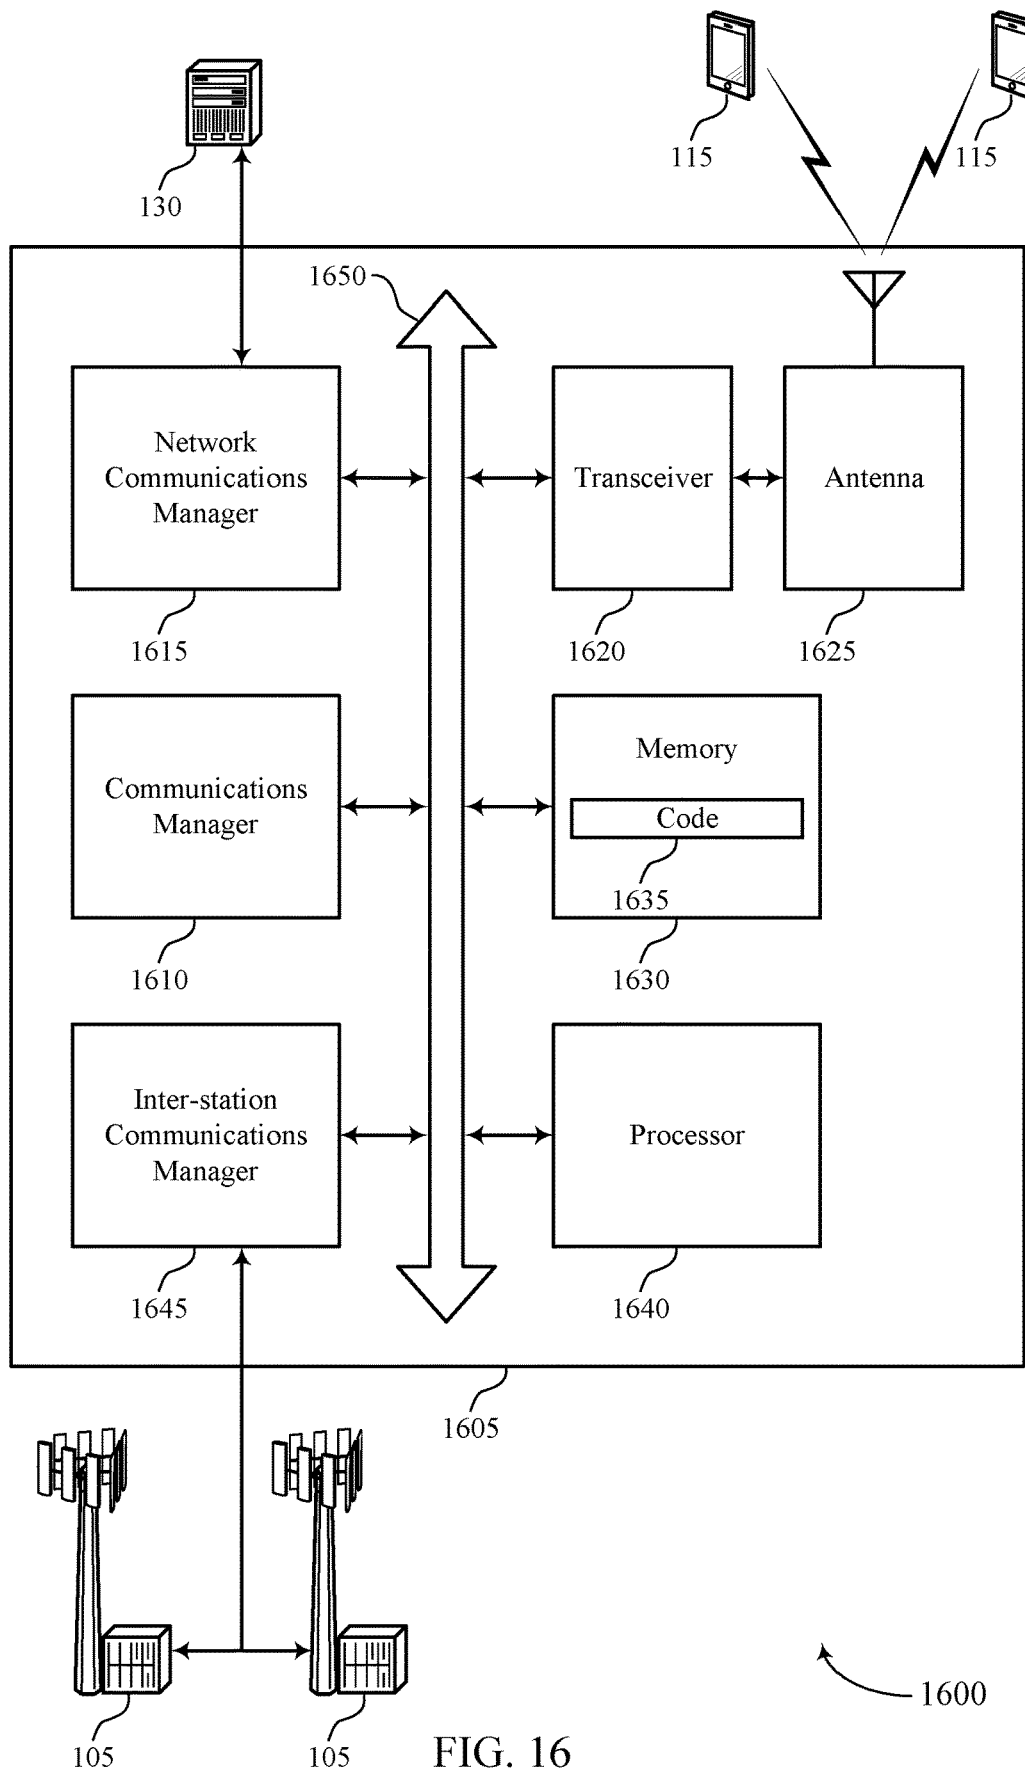 130
115
115
1650
Network
Communications
Manager
Transceiver
Antenna
1615
1620
1625
Communications
Manager
Memory
Code
1635
1610
1630
Inter-station
Communications
Manager
Processor
1645
1640
1605
1600
105
105
FIG. 16